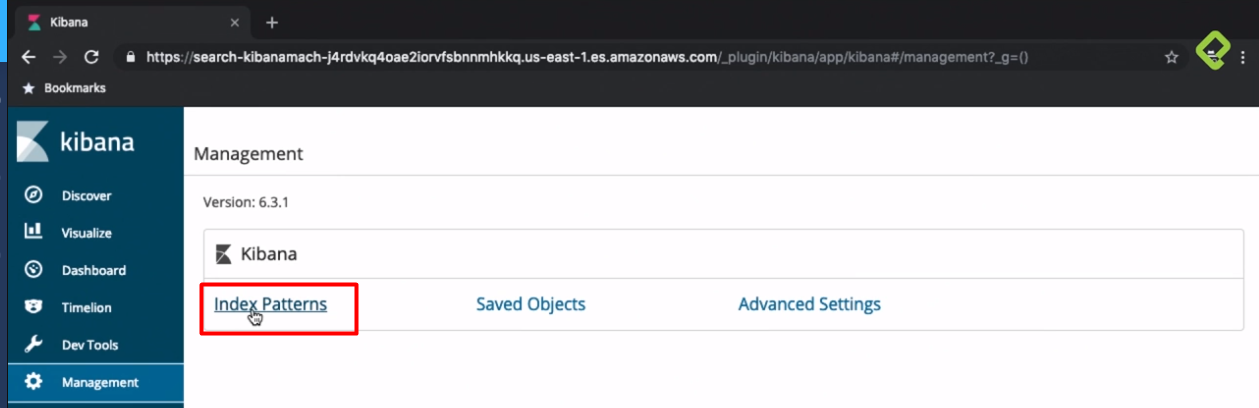 Kibana
https://search-kibanamach-j4rdvkq4oae2iorvfsbnnmhkkq.us-east-1.es.amazonaws.com/_plugin/kibana/app/kibana#/management?_g=()
Bookmarks
kibana
Management
Discover
Version: 6.3.1
Visualize
Kibana
Dashboard
Index Patterns Saved Objects Advanced Settings
Timelion
Dev Tools
Management